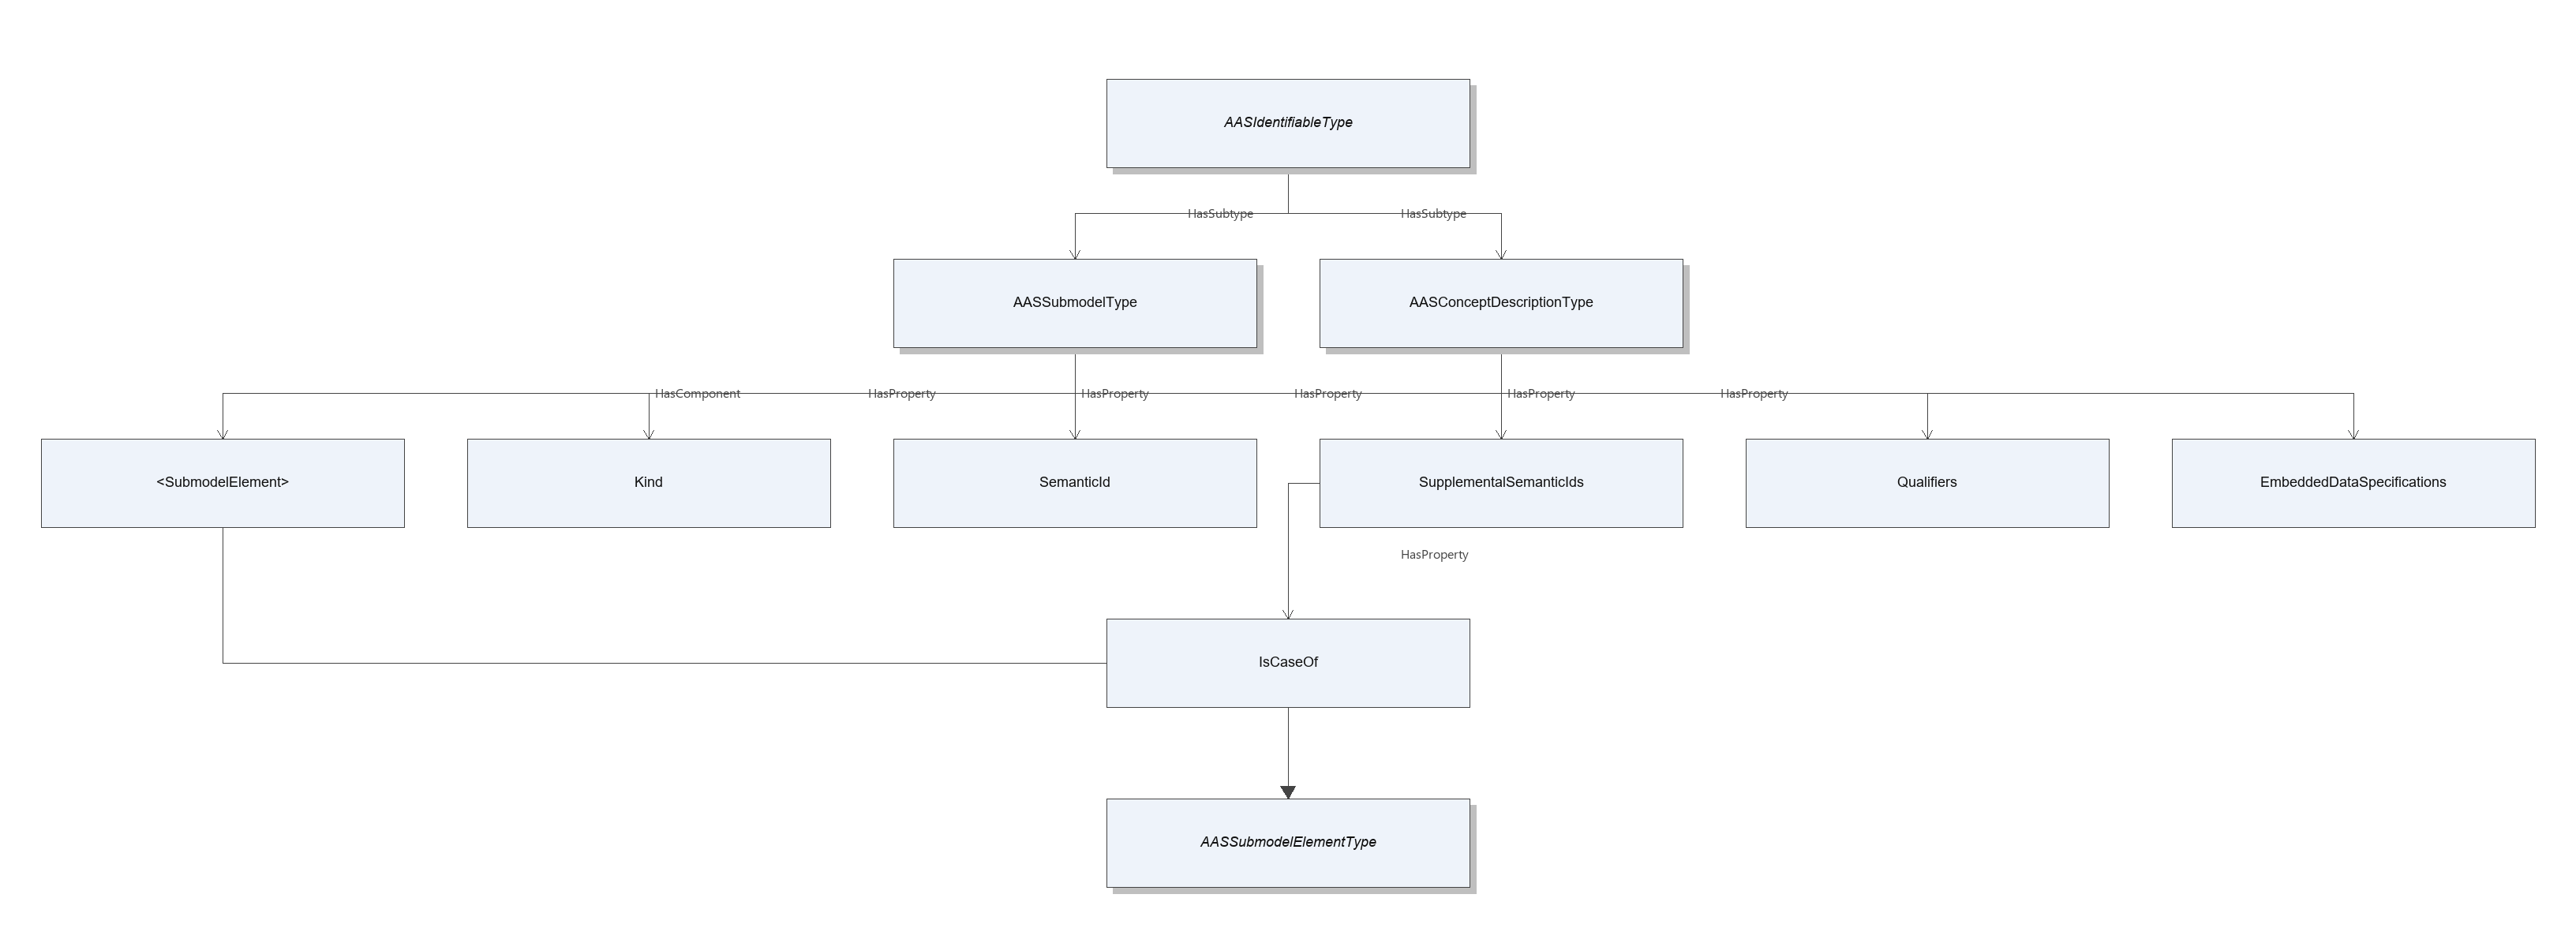 AASIdentifiableType
HasSubtype
HasSubtype
AASSubmodelType
AASConceptDescriptionType
HasComponent
HasProperty
HasProperty
HasProperty
HasProperty
HasProperty
<SubmodelElement>
Kind
SemanticId
SupplementalSemanticIds
Qualifiers
EmbeddedDataSpecifications
HasProperty
IsCaseOf
AASSubmodelElementType